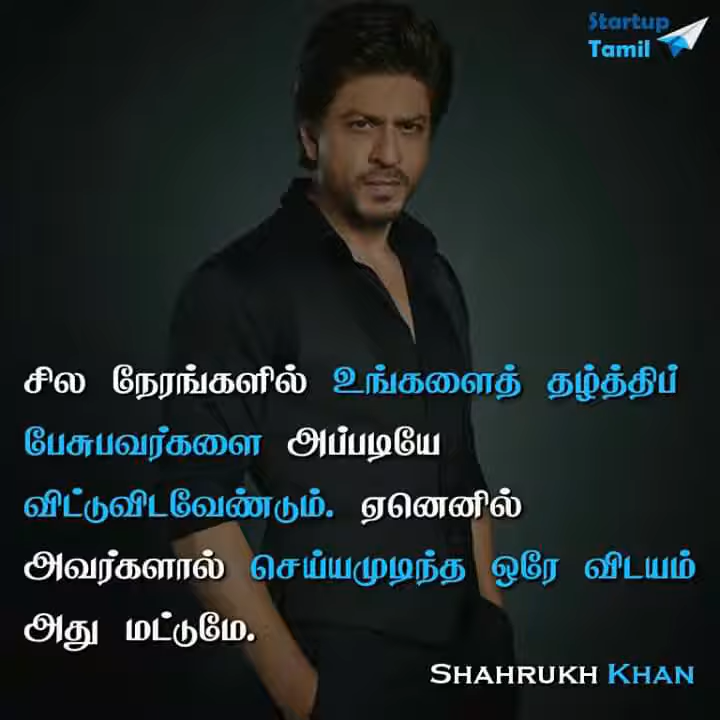 Startup
Tamil
சில நேரங்களில் உங்களைத் தழ்த்திப்
பேசுபவர்களை அப்படியே
விட்டுவிடவேண்டும். ஏனெனில்
அவர்களால் செய்யமுடிந்த ஒரே விடயம்
அது மட்டுமே.
SHAHRUKH KHAN